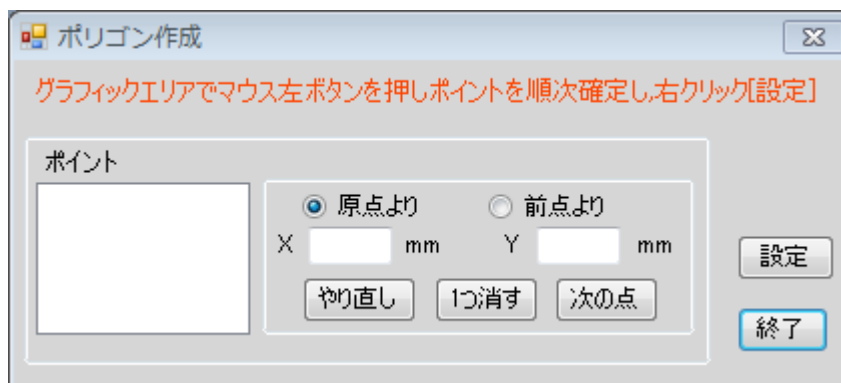 ポリゴン作成
グラフィックエリアでマウス左ボタンを押しポイントを順次確定し,右クリック[設定]
ポイント
原点より 前点より
X mm Y mm
設定
やり直し 1つ消す 次の点
終了